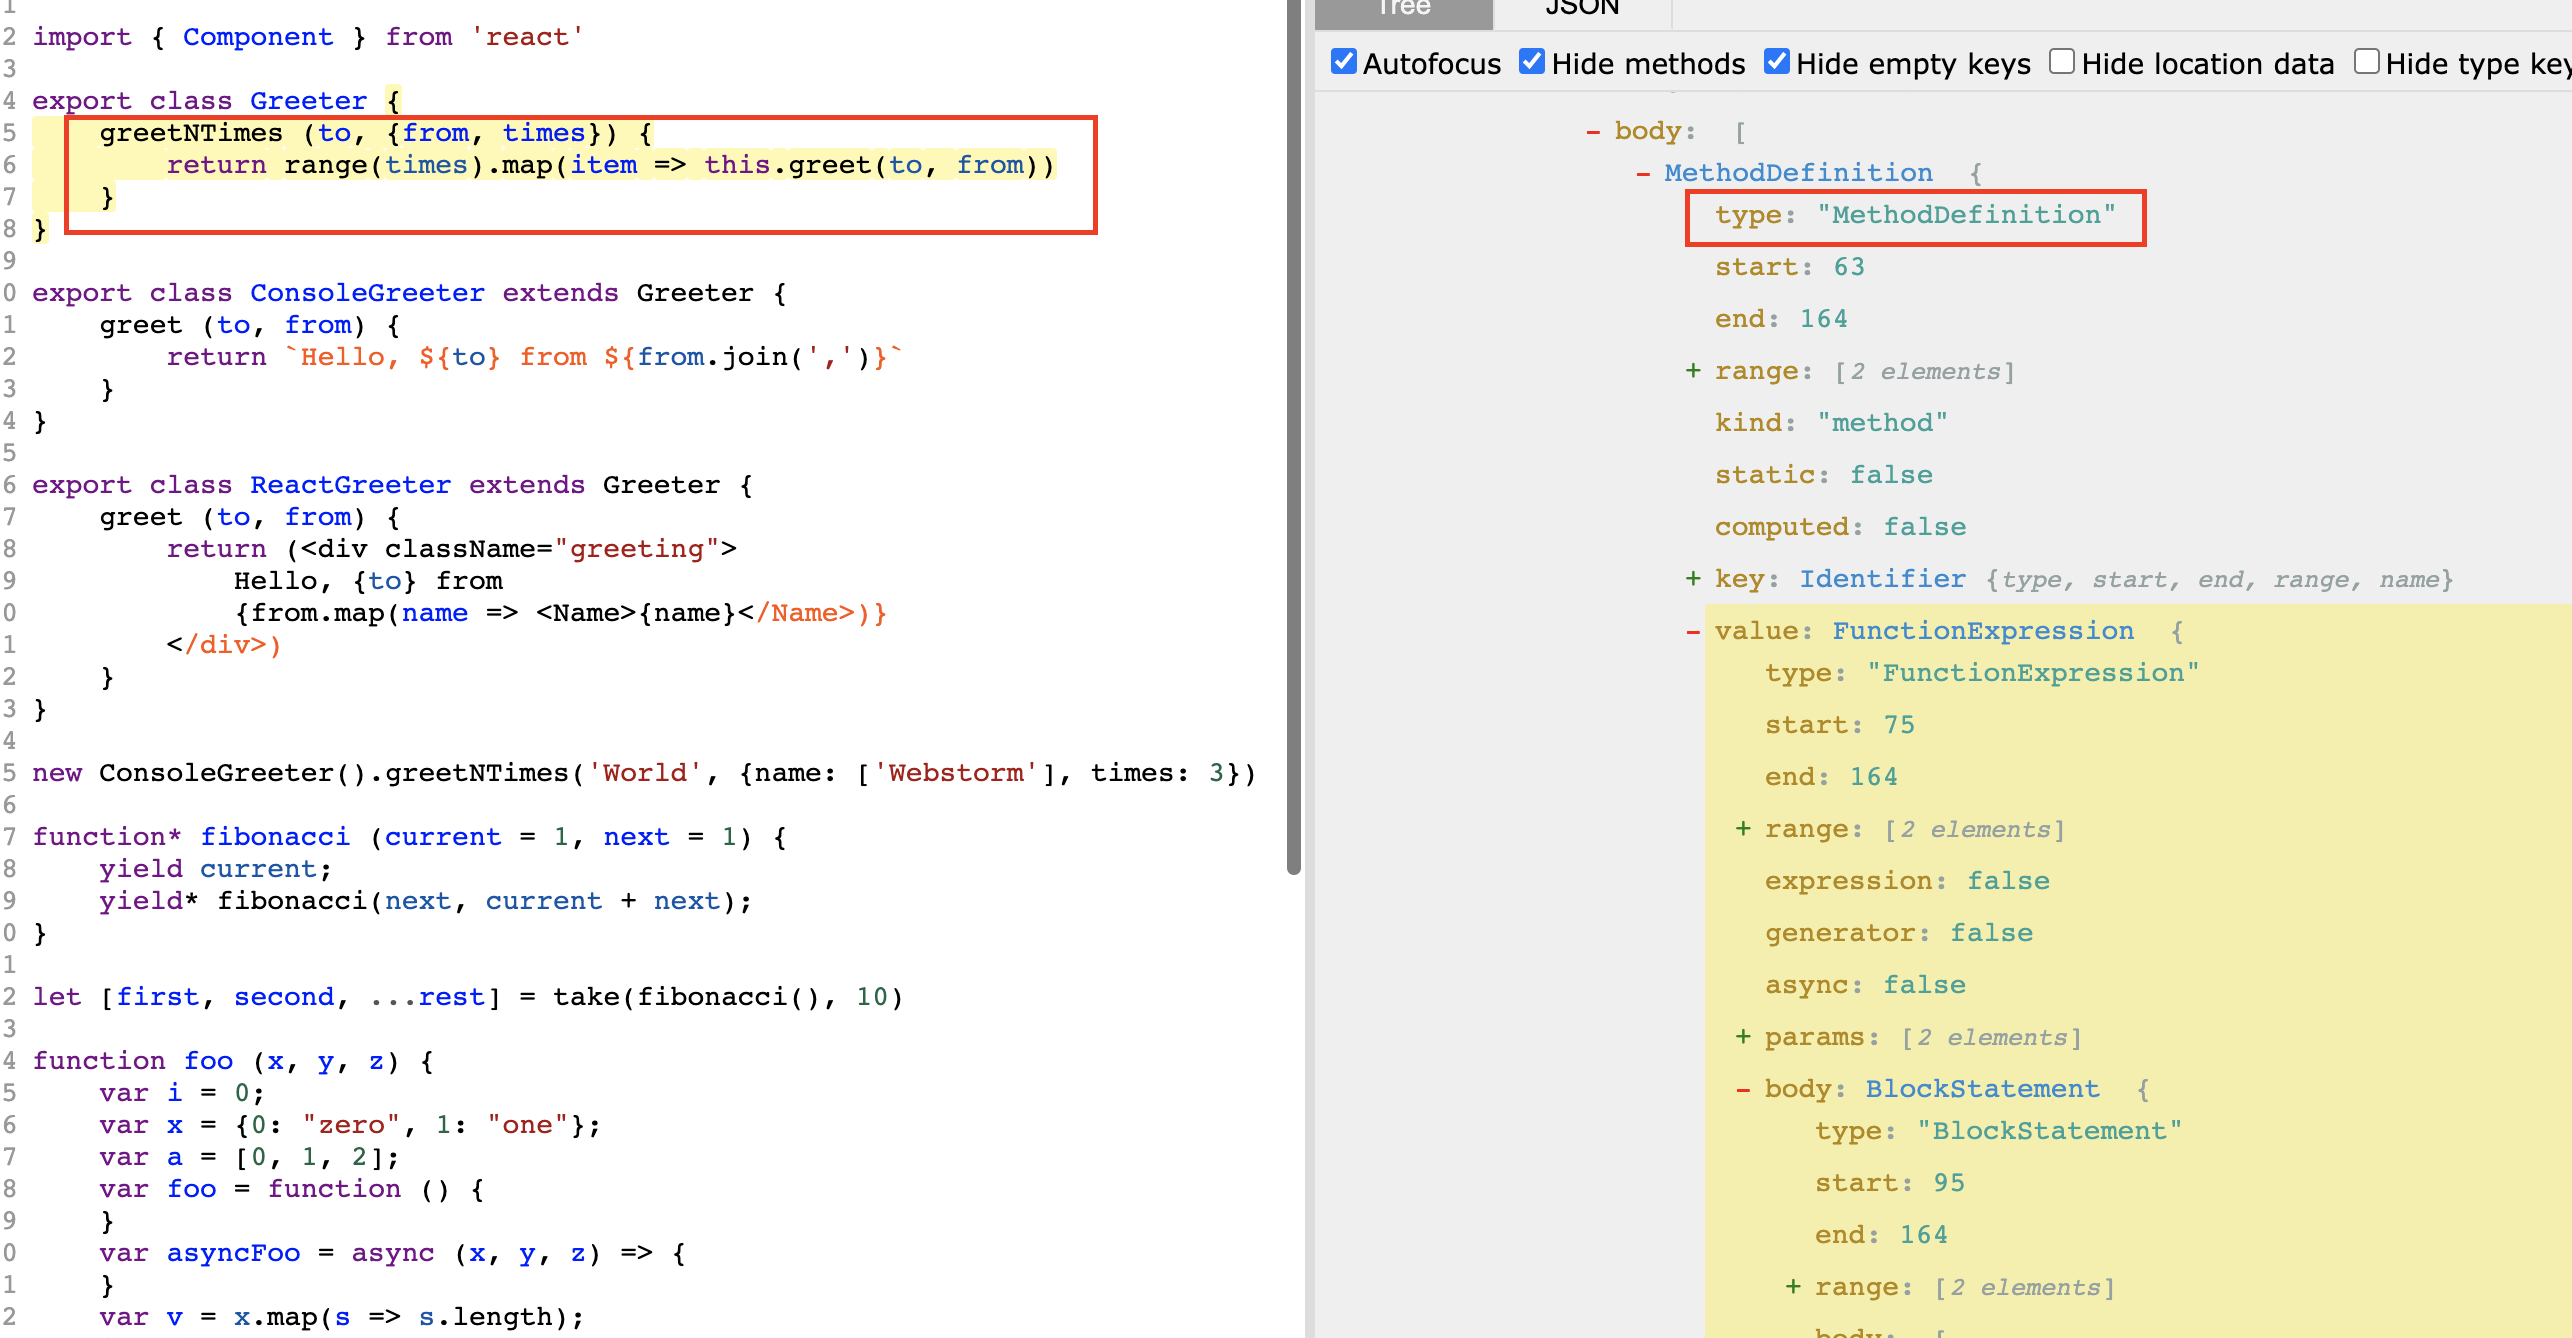 1
2 import { Component } from 'react'
3
4 export class Greeter {
5 greetNTimes (to, {from, times}) {
6 return range(times).map(item => this.greet(to, from))
7 }
8 }
9
0 export class ConsoleGreeter extends Greeter {
1 greet (to, from) {
2 return `Hello, ${to} from ${from.join(',')}`
3 }
4 }
5
6 export class ReactGreeter extends Greeter {
7 greet (to, from) {
8 return (<div className="greeting">
9 Hello, {to} from
0 {from.map(name => <Name>{name}</Name>)}
1 </div>)
2 }
3 }
4
5 new ConsoleGreeter().greetNTimes('World', {name: ['Webstorm'], times: 3})
6
7 function* fibonacci (current = 1, next = 1) {
8 yield current;
9 yield* fibonacci(next, current + next);
0 }
1
2 let [first, second, ...rest] = take(fibonacci(), 10)
3
4 function foo (x, y, z) {
5 var i = 0;
6 var x = {0: "zero", 1: "one"};
7 var a = [0, 1, 2];
8 var foo = function () {
9 }
0 var asyncFoo = async (x, y, z) => {
1 }
2 var v = x.map(s => s.length);
Tree JSON
Autofocus Hide methods Hide empty keys Hide location data Hide type key
- body: [
- MethodDefinition {
type: "MethodDefinition"
start: 63
end: 164
+ range: [2 elements]
kind: "method"
static: false
computed: false
+ key: Identifier {type, start, end, range, name}
- value: FunctionExpression {
type: "FunctionExpression"
start: 75
end: 164
+ range: [2 elements]
expression: false
generator: false
async: false
+ params: [2 elements]
- body: BlockStatement {
type: "BlockStatement"
start: 95
end: 164
+ range: [2 elements]
body: [